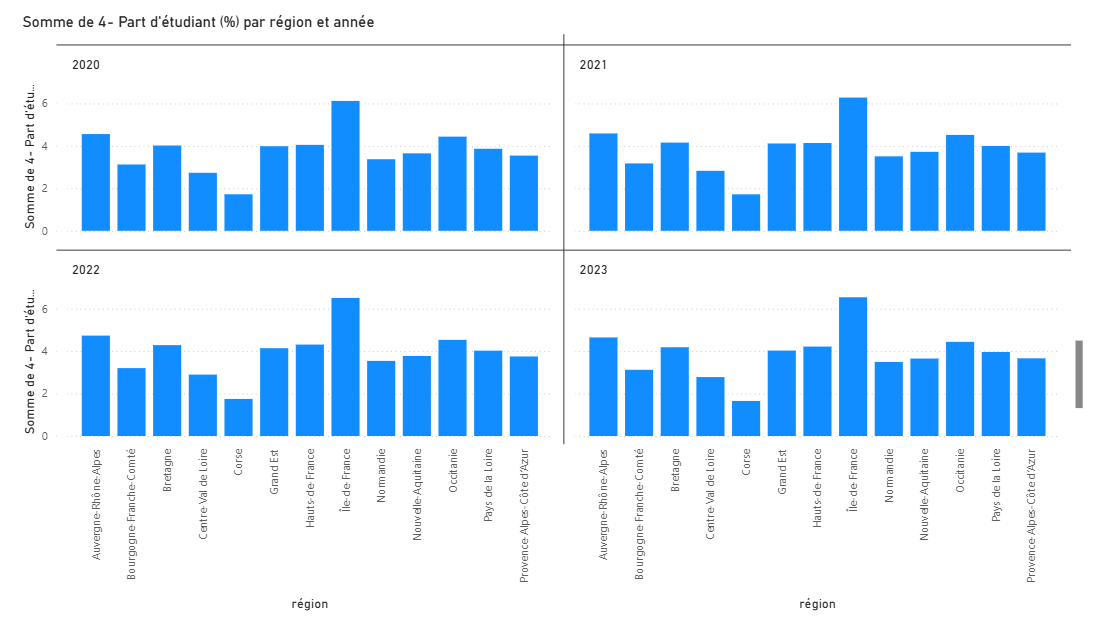 Somme de 4- Part d'étudiant (%) par région et année
2020
2021
Somme de 4- Part d'étu…
6
4
2
0
2022
2023
Somme de 4- Part d'étu…
6
4
2
0
Auvergne-Rhône-Alpes
Bourgogne-Franche-Comté
Bretagne
Centre-Val de Loire
Corse
Grand Est
Hauts-de-France
Île-de-France
Normandie
Nouvelle-Aquitaine
Occitanie
Pays de la Loire
Provence-Alpes-Côte d'Azur
Auvergne-Rhône-Alpes
Bourgogne-Franche-Comté
Bretagne
Centre-Val de Loire
Corse
Grand Est
Hauts-de-France
Île-de-France
Normandie
Nouvelle-Aquitaine
Occitanie
Pays de la Loire
Provence-Alpes-Côte d'Azur
région
région